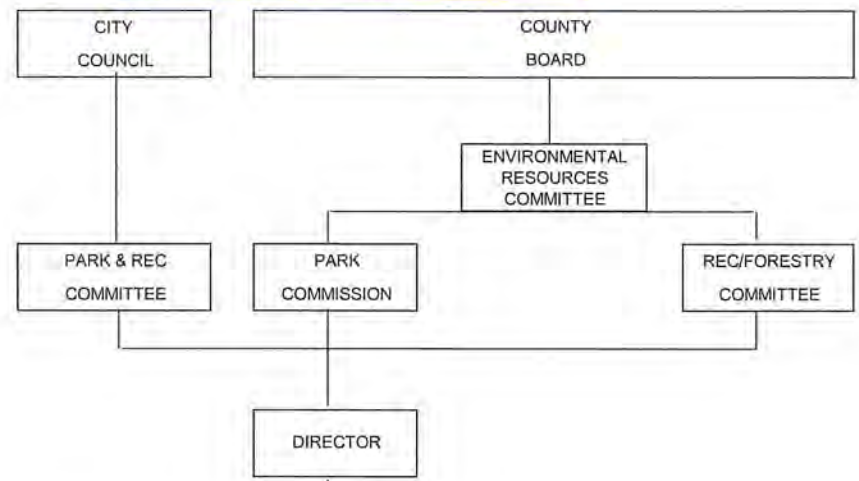 CITY
COUNCIL
COUNTY
BOARD
ENVIRONMENTAL
RESOURCES
COMMITTEE
PARK & REC
COMMITTEE
PARK
COMMISSION
REC/FORESTRY
COMMITTEE
DIRECTOR